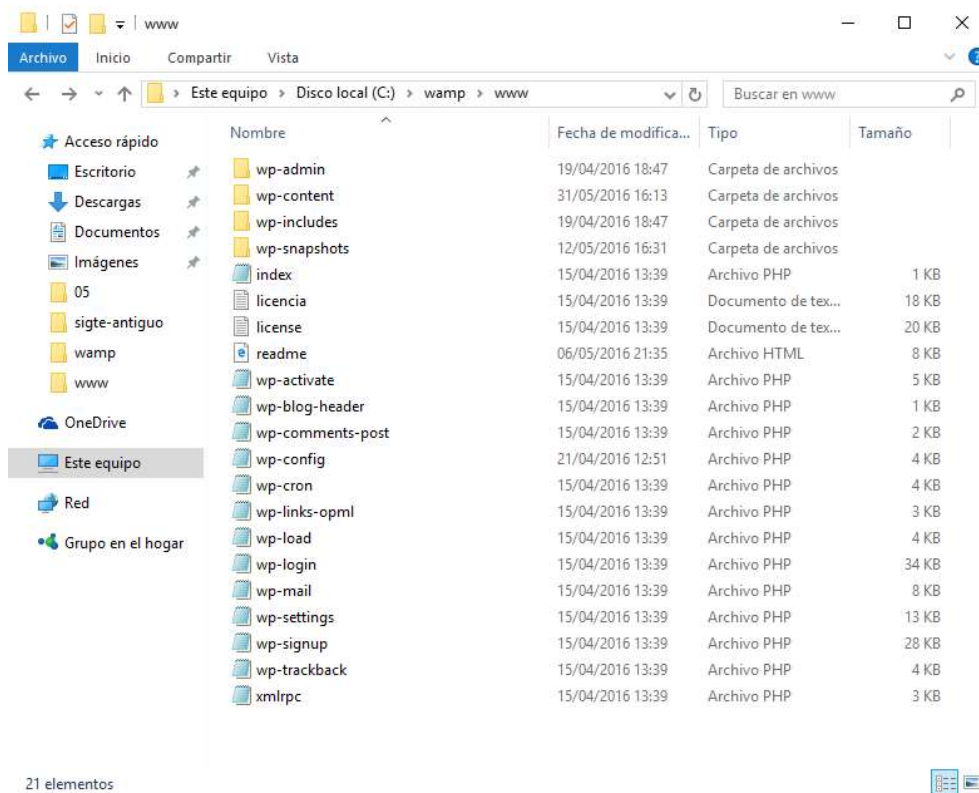 www
Archivo Inicio Compartir Vista
Este equipo > Disco local (C:) > wamp > www Buscar en www
Nombre Fecha de modifica... Tipo Tamaño
Acceso rápido
Escritorio
Descargas
Documentos
Imágenes
05
sigte-antiguo
wamp
www
OneDrive
Este equipo
Red
Grupo en el hogar
wp-admin 19/04/2016 18:47 Carpeta de archivos
wp-content 31/05/2016 16:13 Carpeta de archivos
wp-includes 19/04/2016 18:47 Carpeta de archivos
wp-snapshots 12/05/2016 16:31 Carpeta de archivos
index 15/04/2016 13:39 Archivo PHP 1 KB
licencia 15/04/2016 13:39 Documento de tex... 18 KB
license 15/04/2016 13:39 Documento de tex... 20 KB
readme 06/05/2016 21:35 Archivo HTML 8 KB
wp-activate 15/04/2016 13:39 Archivo PHP 5 KB
wp-blog-header 15/04/2016 13:39 Archivo PHP 1 KB
wp-comments-post 15/04/2016 13:39 Archivo PHP 2 KB
wp-config 21/04/2016 12:51 Archivo PHP 4 KB
wp-cron 15/04/2016 13:39 Archivo PHP 4 KB
wp-links-opml 15/04/2016 13:39 Archivo PHP 3 KB
wp-load 15/04/2016 13:39 Archivo PHP 4 KB
wp-login 15/04/2016 13:39 Archivo PHP 34 KB
wp-mail 15/04/2016 13:39 Archivo PHP 8 KB
wp-settings 15/04/2016 13:39 Archivo PHP 13 KB
wp-signup 15/04/2016 13:39 Archivo PHP 28 KB
wp-trackback 15/04/2016 13:39 Archivo PHP 4 KB
xmlrpc 15/04/2016 13:39 Archivo PHP 3 KB
21 elementos